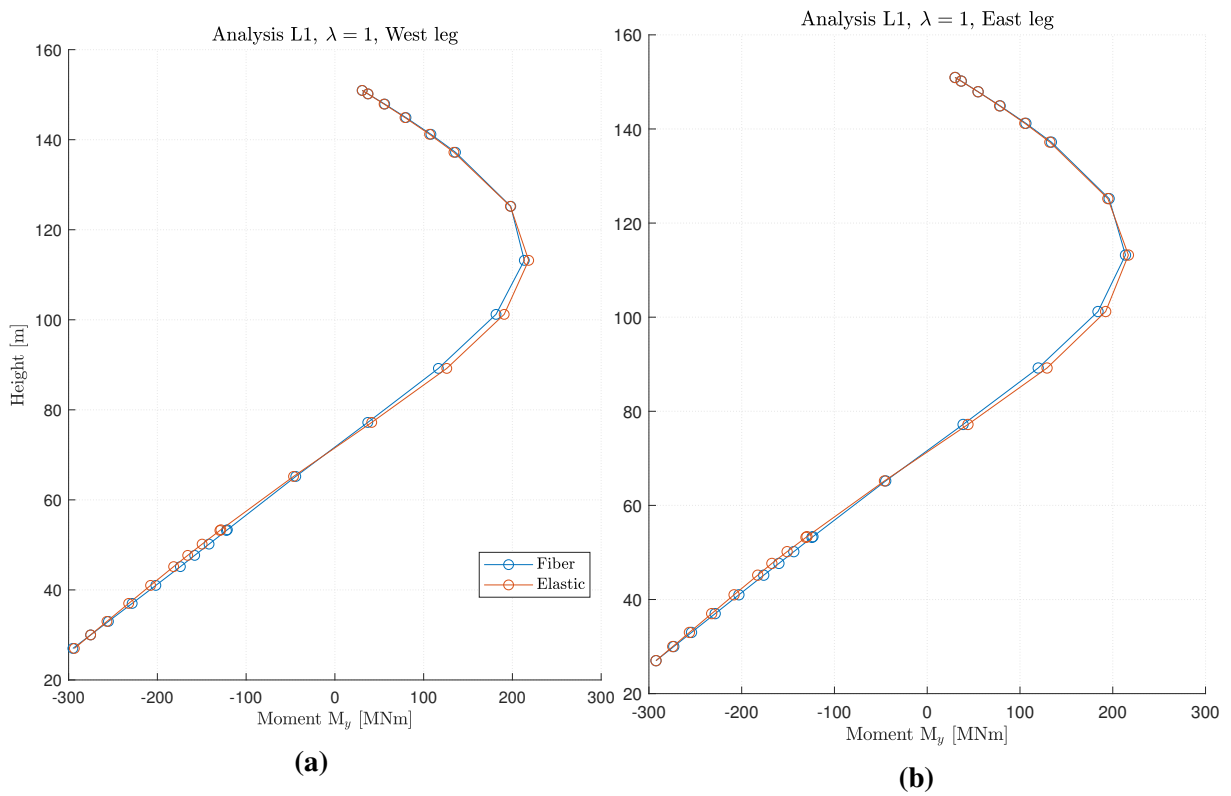 Analysis L1, λ = 1, West leg
160
140
120
100
80
60
40
20
Height [m]
-300 -200 -100 0 100 200 300
Moment M_y [MNm]
Fiber
Elastic
(a)
Analysis L1, λ = 1, East leg
160
140
120
100
80
60
40
20
-300 -200 -100 0 100 200 300
Moment M_y [MNm]
(b)